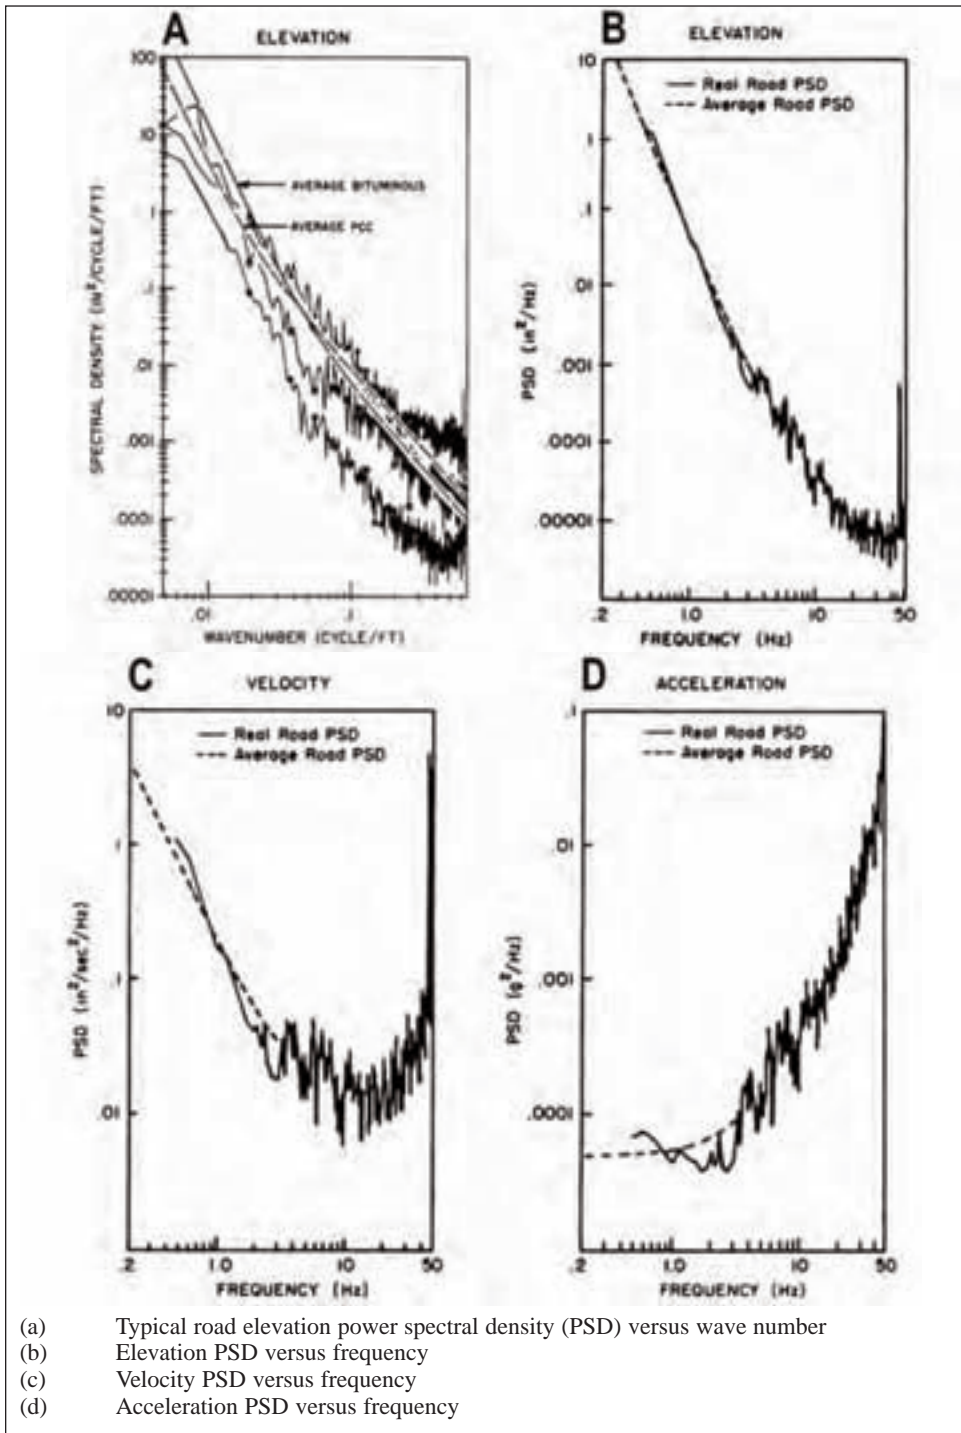 A
ELEVATION
100
10
1
.1
.01
.001
.0001
.00001
AVERAGE BITUMINOUS
AVERAGE PCC
SPECTRAL DENSITY (IN²/CYCLE/FT)
.01
.1
WAVENUMBER (CYCLE/FT)
B
ELEVATION
Real Road PSD
Average Road PSD
10
1
.1
.01
.001
.0001
.00001
PSD (in²/Hz)
.2
1.0
10
50
FREQUENCY (Hz)
C
VELOCITY
Real Road PSD
Average Road PSD
10
1
.1
.01
PSD (in²/sec²/Hz)
.2
1.0
10
50
FREQUENCY (Hz)
D
ACCELERATION
Real Road PSD
Average Road PSD
.1
.01
.001
.0001
PSD (g²/Hz)
.2
1.0
10
50
FREQUENCY (Hz)
(a) Typical road elevation power spectral density (PSD) versus wave number
(b) Elevation PSD versus frequency
(c) Velocity PSD versus frequency
(d) Acceleration PSD versus frequency